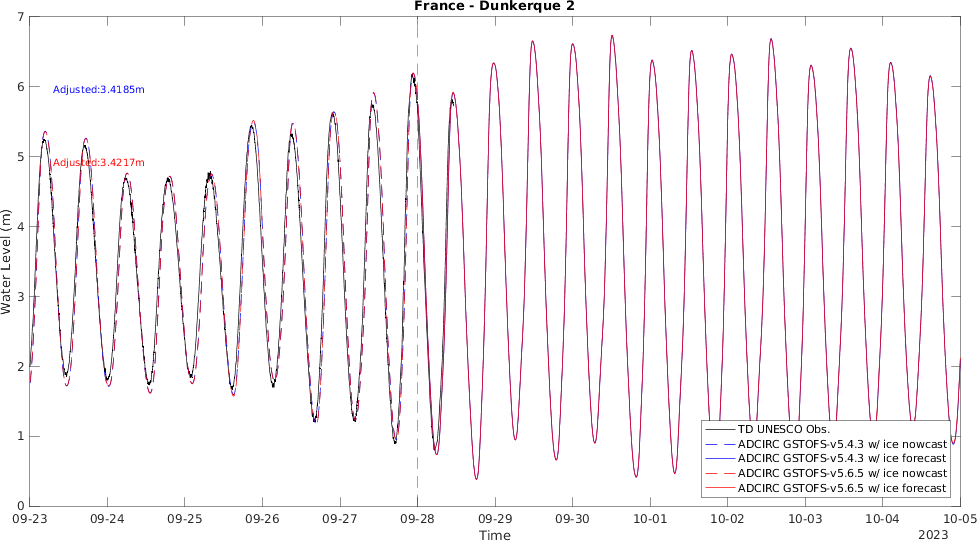 France - Dunkerque 2
7
6
5
4
3
2
1
0
Water Level (m)
Adjusted:3.4185m
Adjusted:3.4217m
TD UNESCO Obs.
ADCIRC GSTOFS-v5.4.3 w/ ice nowcast
ADCIRC GSTOFS-v5.4.3 w/ ice forecast
ADCIRC GSTOFS-v5.6.5 w/ ice nowcast
ADCIRC GSTOFS-v5.6.5 w/ ice forecast
09-23 09-24 09-25 09-26 09-27 09-28 09-29 09-30 10-01 10-02 10-03 10-04 10-05
Time
2023